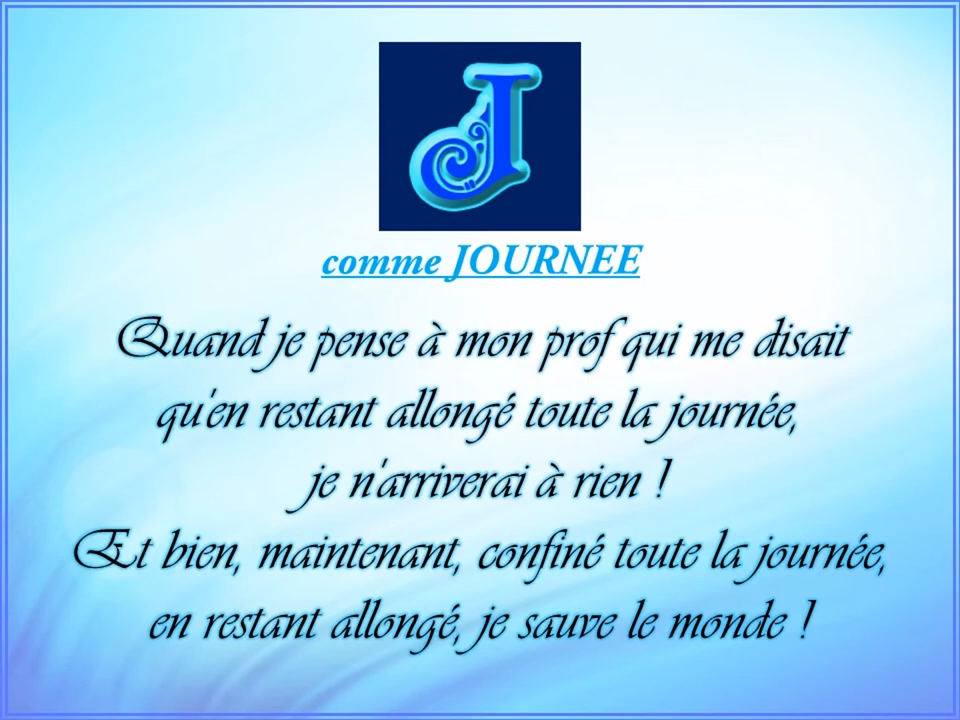 J
comme JOURNEE
Quand je pense à mon prof qui me disait
qu'en restant allongé toute la journée,
je n'arriverai à rien !
Et bien, maintenant, confiné toute la journée,
en restant allongé, je sauve le monde !